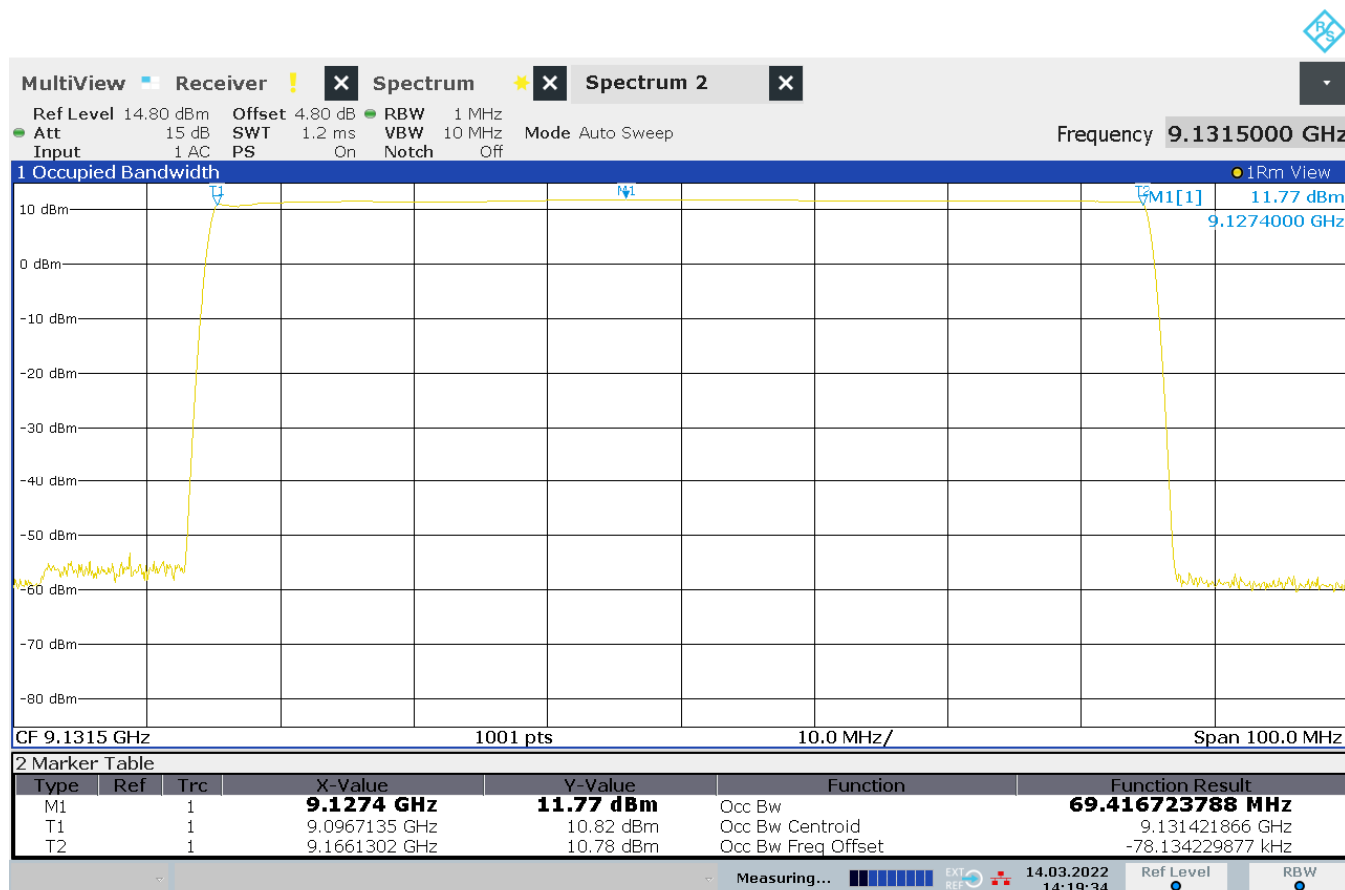 R&S
MultiView Receiver ! X Spectrum * X Spectrum 2 X
Ref Level 14.80 dBm Offset 4.80 dB RBW 1 MHz
Att 15 dB SWT 1.2 ms VBW 10 MHz Mode Auto Sweep Frequency 9.1315000 GHz
Input 1 AC PS On Notch Off
1 Occupied Bandwidth 1Rm View
T1 M1 T2 M1[1] 11.77 dBm
9.1274000 GHz
10 dBm
0 dBm
-10 dBm
-20 dBm
-30 dBm
-40 dBm
-50 dBm
-60 dBm
-70 dBm
-80 dBm
CF 9.1315 GHz 1001 pts 10.0 MHz/ Span 100.0 MHz
2 Marker Table
Type Ref Trc X-Value Y-Value Function Function Result
M1 1 9.1274 GHz 11.77 dBm Occ Bw 69.416723788 MHz
T1 1 9.0967135 GHz 10.82 dBm Occ Bw Centroid 9.131421866 GHz
T2 1 9.1661302 GHz 10.78 dBm Occ Bw Freq Offset -78.134229877 kHz
Measuring... EXT REF 14.03.2022 Ref Level RBW
14:19:34